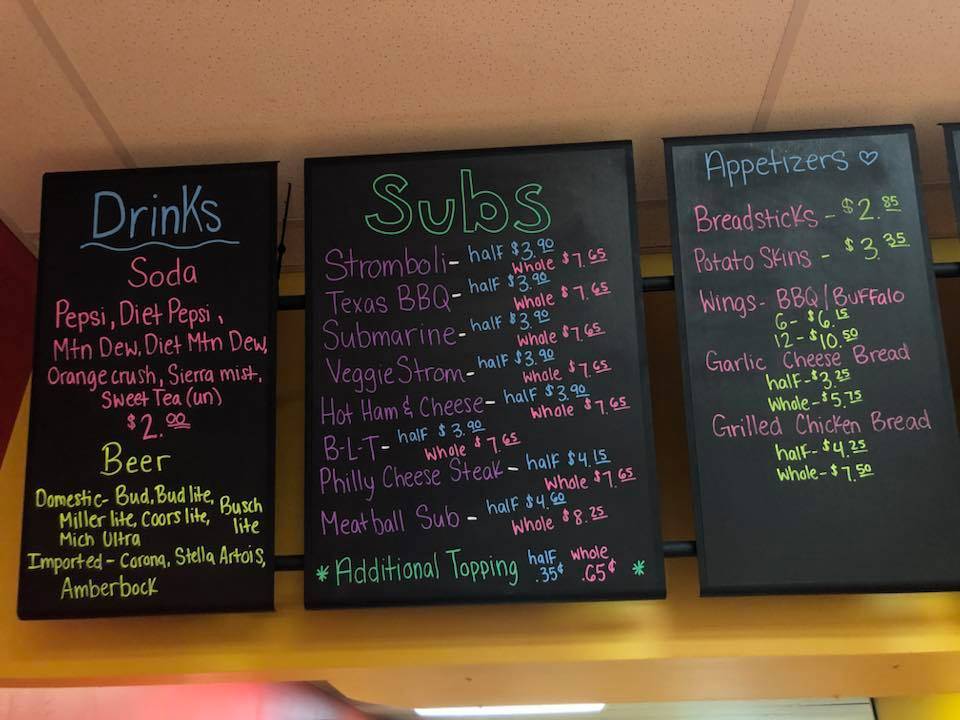 Drinks
Soda
Pepsi, Diet Pepsi,
Mtn Dew, Diet Mtn Dew,
Orange crush, Sierra mist,
Sweet Tea (un)
$2.00
Beer
Domestic- Bud, Bud lite, Busch
Miller lite, Coors lite, lite
Mich Ultra
Imported - Corona, Stella Artois,
Amberbock
Subs
Stromboli- half $3.90
Whole $7.65
Texas BBQ- half $3.90
Whole $7.65
Submarine- half $3.90
Whole $7.65
Veggie Strom- half $3.90
Whole $7.65
Hot Ham & Cheese- half $3.90
Whole $7.65
B-L-T- half $3.90
Whole $7.65
Philly Cheese Steak - half $4.15
Whole $7.65
Meatball Sub - half $4.60
Whole $8.25
* Additional Topping half .35¢ Whole .65¢ *
Appetizers ♡
Breadsticks - $2.85
Potato Skins - $3.35
Wings- BBQ/Buffalo
6- $6.15
12- $10.50
Garlic Cheese Bread
half-$3.25
Whole-$5.75
Grilled Chicken Bread
half-$4.25
Whole-$7.50